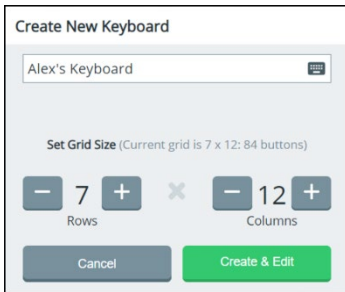 Create New Keyboard
Alex's Keyboard
Set Grid Size (Current grid is 7 x 12: 84 buttons)
− 7 + × − 12 +
Rows Columns
Cancel Create & Edit